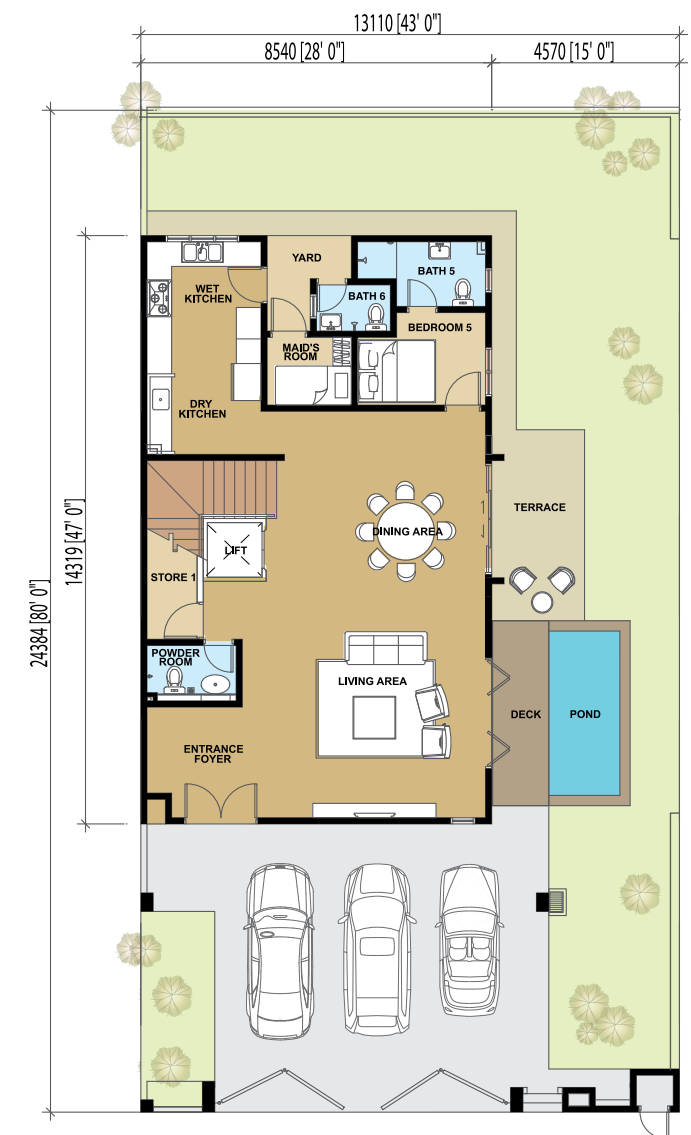 13110 [43' 0"]
8540 [28' 0"]
4570 [15' 0"]
YARD
BATH 5
WET
KITCHEN
BATH 6
BEDROOM 5
MAID'S
ROOM
DRY
KITCHEN
14319 [47' 0"]
24384 [80' 0"]
TERRACE
DINING AREA
LIFT
STORE 1
POWDER
ROOM
LIVING AREA
DECK
POND
ENTRANCE
FOYER